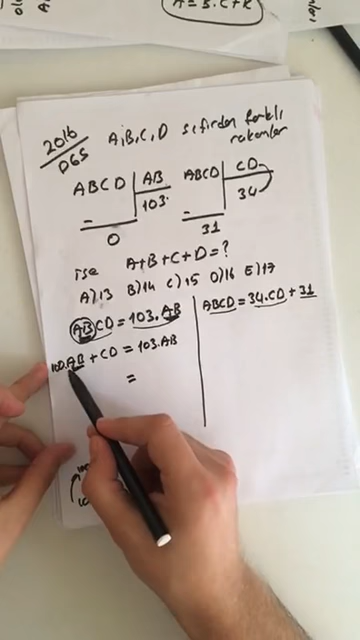 A = B.C+K
2016
DGS
A,B,C,D sıfırdan farklı
rakamlar
ABCD | AB
103
-
0
ABCD | CD
34
-
31
ise A+B+C+D=?
A) 13 B) 14 C) 15 D) 16 E) 17
ABCD = 103.AB
100.AB + CD = 103.AB
=
ABCD = 34.CD + 31